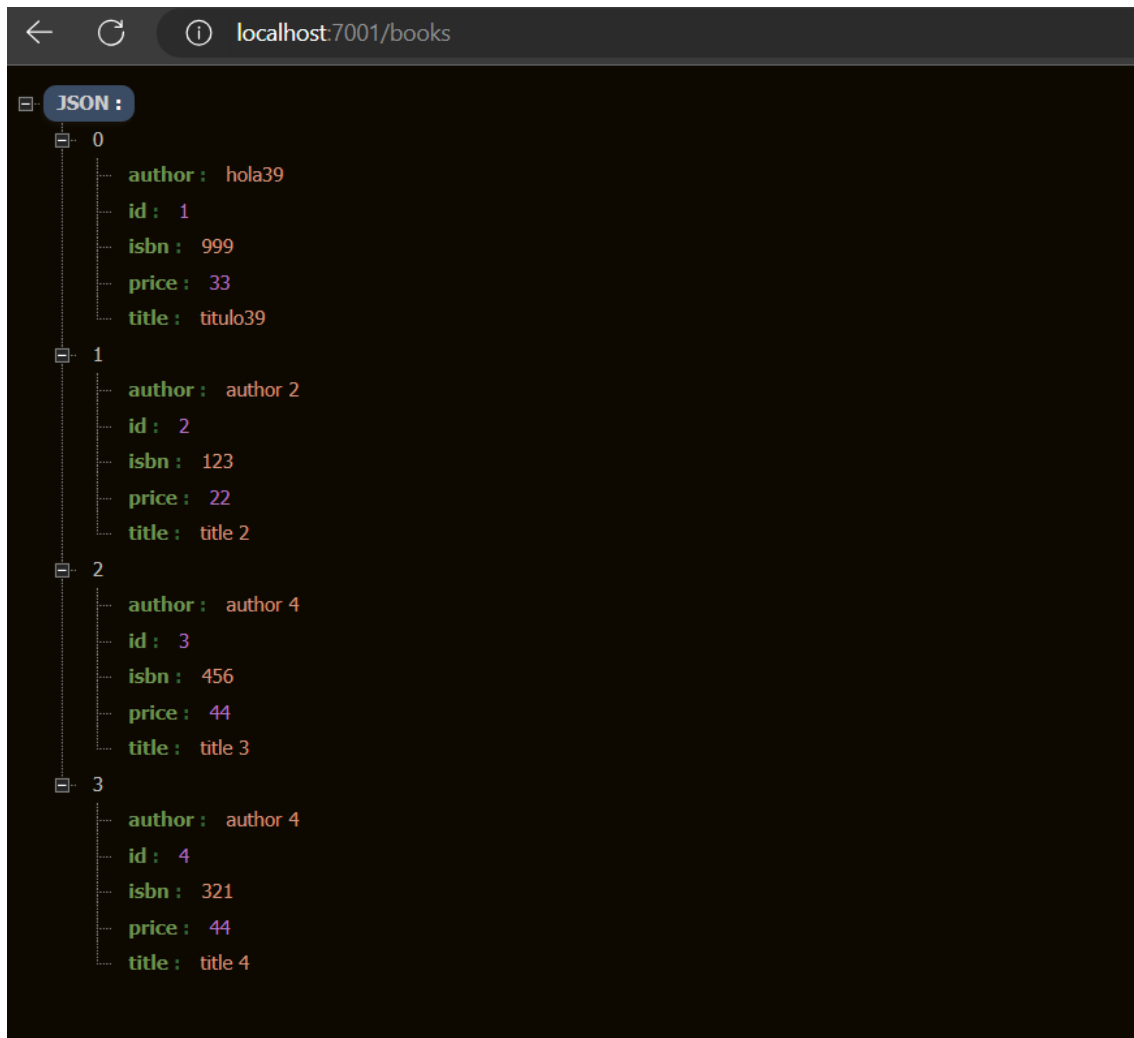 localhost:7001/books
JSON :
0
author : hola39
id : 1
isbn : 999
price : 33
title : titulo39
1
author : author 2
id : 2
isbn : 123
price : 22
title : title 2
2
author : author 4
id : 3
isbn : 456
price : 44
title : title 3
3
author : author 4
id : 4
isbn : 321
price : 44
title : title 4